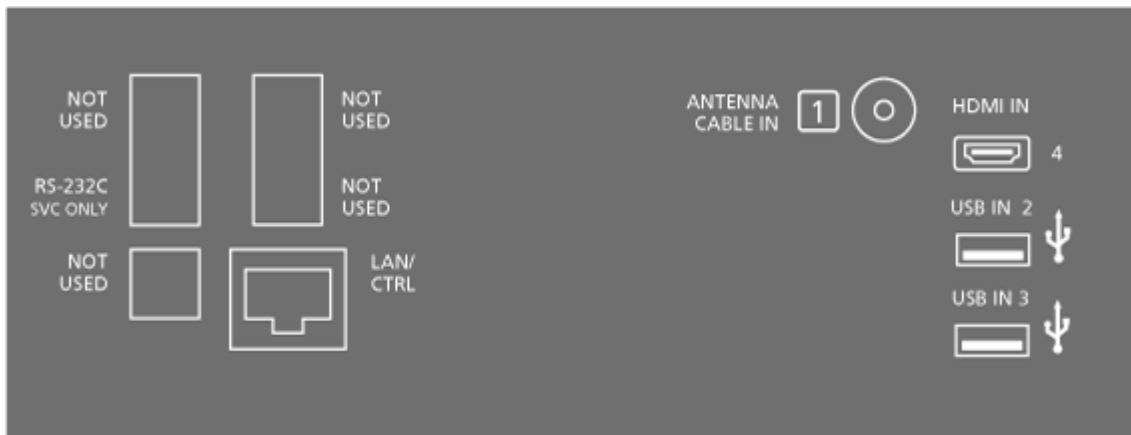 NOT
USED
RS-232C
SVC ONLY
NOT
USED
NOT
USED
NOT
USED
LAN/
CTRL
ANTENNA
CABLE IN
1
HDMI IN
4
USB IN 2
USB IN 3